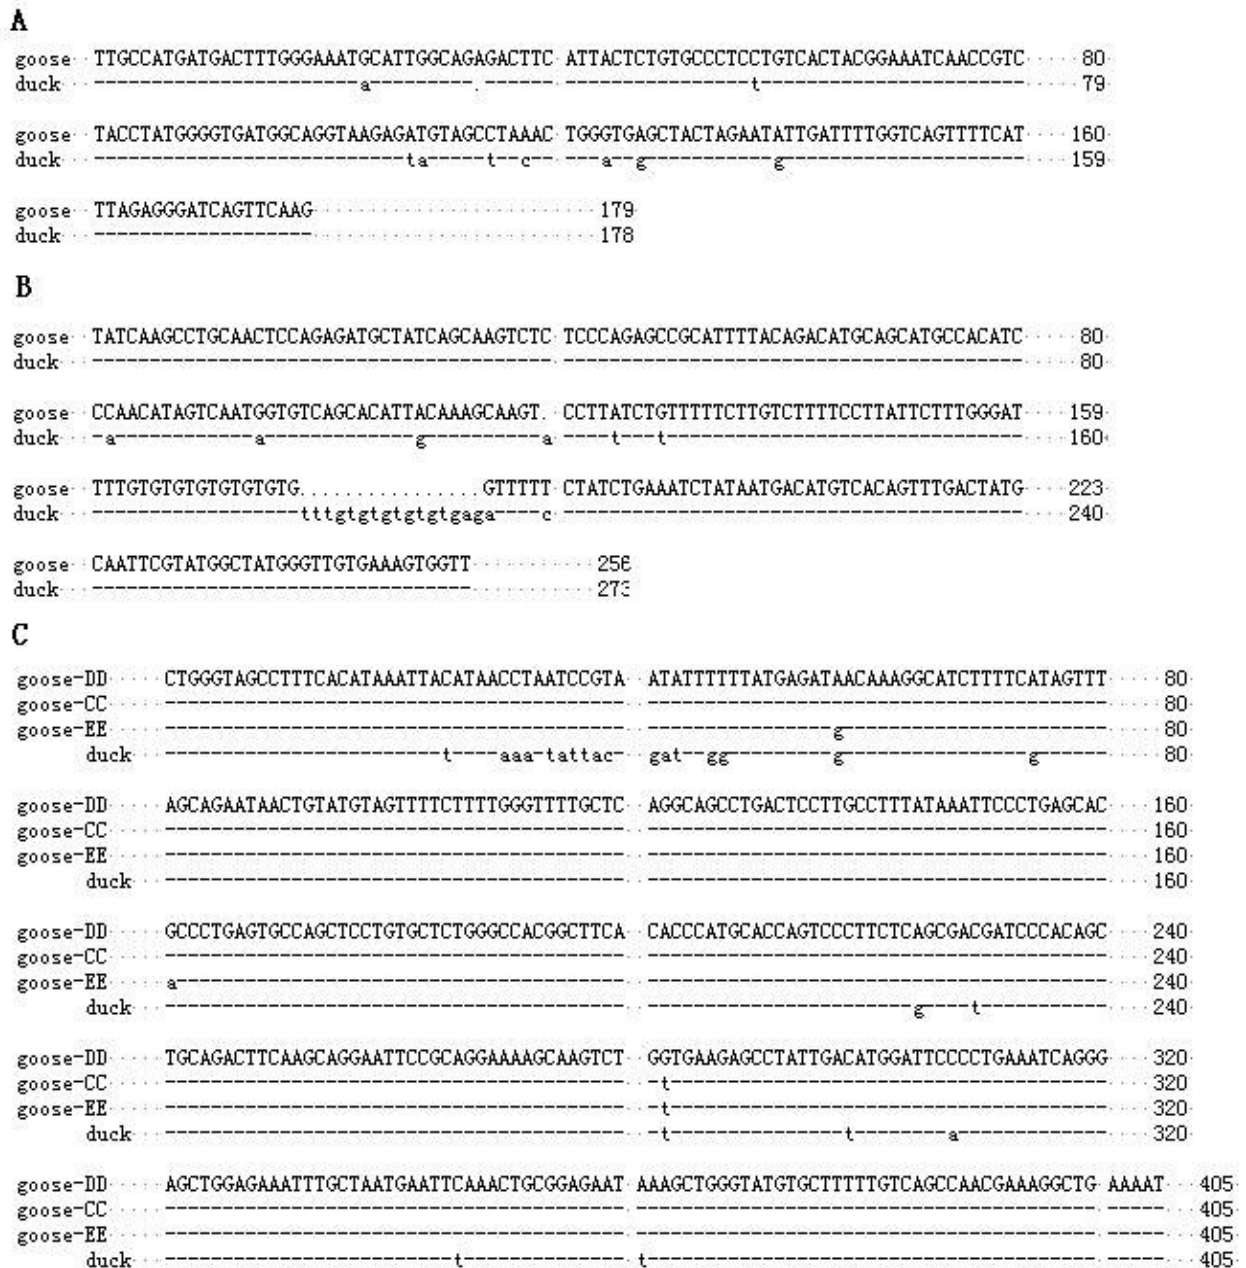 A
goose TTGCCATGATGACTTTGGGAAATGCATTGGCAGAGACTTC ATTACTCTGTGCCCTCCTGTCACTACGGAAATCAACCGTC 80
duck -----------------------a---------.------ ----------------t----------------------- 79
goose TACCTATGGGGTGATGGCAGGTAAGAGATGTAGCCTAAAC TGGGTGAGCTACTAGAATATTGATTTTGGTCAGTTTTCAT 160
duck ---------------------------ta-----t--c-- ---a--g-----------g--------------------- 159
goose TTAGAGGGATCAGTTCAAG 179
duck ------------------- 178
B
goose TATCAAGCCTGCAACTCCAGAGATGCTATCAGCAAGTCTC TCCCAGAGCCGCATTTTACAGACATGCAGCATGCCACATC 80
duck ---------------------------------------- ---------------------------------------- 80
goose CCAACATAGTCAATGGTGTCAGCACATTACAAAGCAAGT. CCTTATCTGTTTTTCTTGTCTTTTCCTTATTCTTTGGGAT 159
duck -a------------a-------------g----------a ----t---t------------------------------- 160
goose TTTGTGTGTGTGTGTGTG................GTTTTT CTATCTGAAATCTATAATGACATGTCACAGTTTGACTATG 223
duck ------------------tttgtgtgtgtgtgaga----c ---------------------------------------- 240
goose CAATTCGTATGGCTATGGGTTGTGAAAGTGGTT 256
duck --------------------------------- 273
C
goose-DD CTGGGTAGCCTTTCACATAAATTACATAACCTAATCCGTA ATATTTTTTATGAGATAACAAAGGCATCTTTTCATAGTTT 80
goose-CC ---------------------------------------- ---------------------------------------- 80
goose-EE ---------------------------------------- ----------------g----------------------- 80
duck ------------------------t----aaa-tattac- gat--gg---------g----------------g------ 80
goose-DD AGCAGAATAACTGTATGTAGTTTTCTTTTGGGTTTTGCTC AGGCAGCCTGACTCCTTGCCTTTATAAATTCCCTGAGCAC 160
goose-CC ---------------------------------------- ---------------------------------------- 160
goose-EE ---------------------------------------- ---------------------------------------- 160
duck ---------------------------------------- ---------------------------------------- 160
goose-DD GCCCTGAGTGCCAGCTCCTGTGCTCTGGGCCACGGCTTCA CACCCATGCACCAGTCCCTTCTCAGCGACGATCCCACAGC 240
goose-CC ---------------------------------------- ---------------------------------------- 240
goose-EE a--------------------------------------- ---------------------------------------- 240
duck ---------------------------------------- -----------------------g----t----------- 240
goose-DD TGCAGACTTCAAGCAGGAATTCCGCAGGAAAAGCAAGTCT GGTGAAGAGCCTATTGACATGGATTCCCCTGAAATCAGGG 320
goose-CC ---------------------------------------- -t-------------------------------------- 320
goose-EE ---------------------------------------- -t-------------------------------------- 320
duck ---------------------------------------- -t---------------t--------a------------- 320
goose-DD AGCTGGAGAAATTTGCTAATGAATTCAAACTGCGGAGAAT AAAGCTGGGTATGTGCTTTTTGTCAGCCAACGAAAGGCTG AAAAT 405
goose-CC ---------------------------------------- ---------------------------------------- ----- 405
goose-EE ---------------------------------------- ---------------------------------------- ----- 405
duck -------------------------t-------------- t--------------------------------------- ----- 405